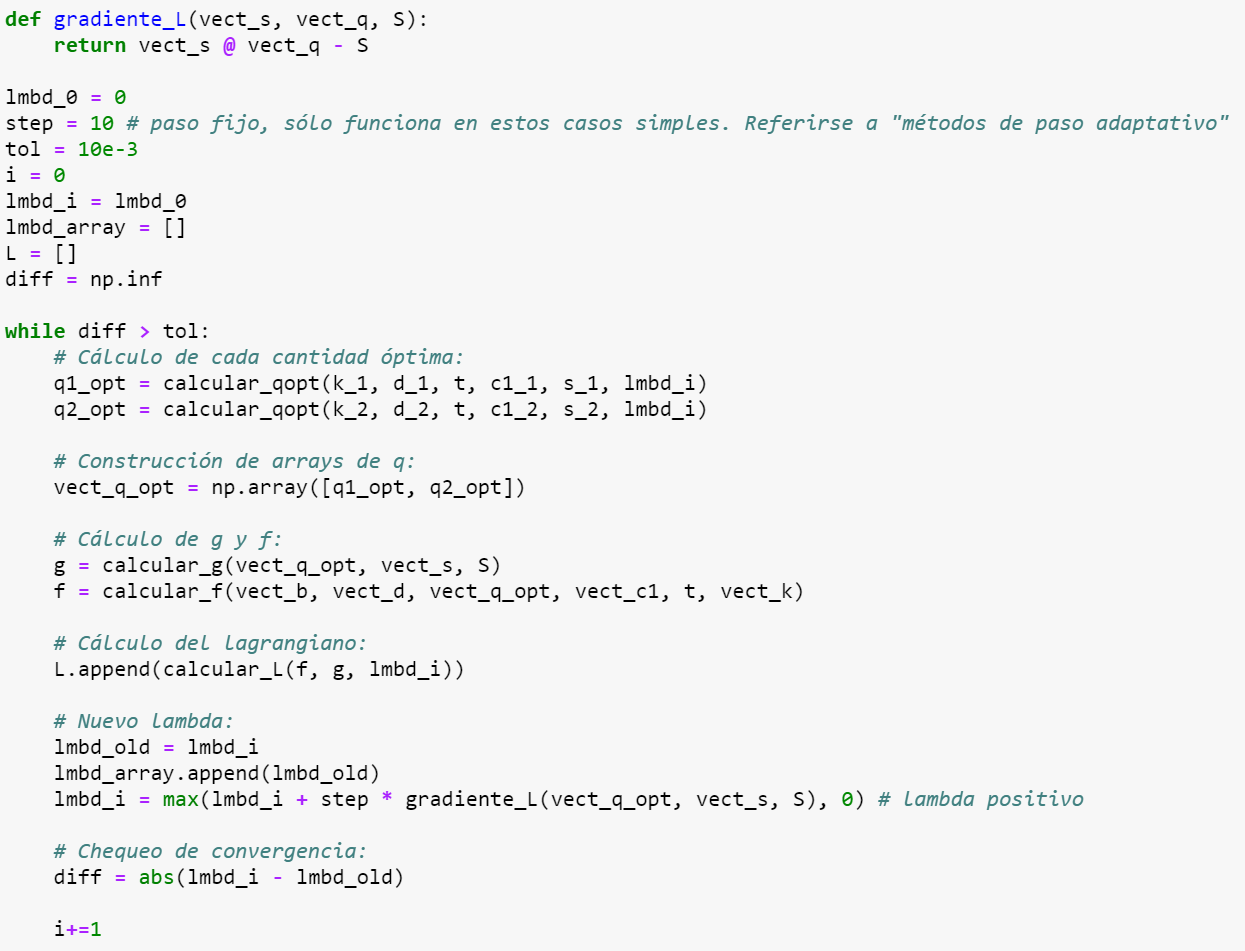 def gradiente_L(vect_s, vect_q, S):
    return vect_s @ vect_q - S

lmbd_0 = 0
step = 10 # paso fijo, sólo funciona en estos casos simples. Referirse a "métodos de paso adaptativo"
tol = 10e-3
i = 0
lmbd_i = lmbd_0
lmbd_array = []
L = []
diff = np.inf

while diff > tol:
    # Cálculo de cada cantidad óptima:
    q1_opt = calcular_qopt(k_1, d_1, t, c1_1, s_1, lmbd_i)
    q2_opt = calcular_qopt(k_2, d_2, t, c1_2, s_2, lmbd_i)

    # Construcción de arrays de q:
    vect_q_opt = np.array([q1_opt, q2_opt])

    # Cálculo de g y f:
    g = calcular_g(vect_q_opt, vect_s, S)
    f = calcular_f(vect_b, vect_d, vect_q_opt, vect_c1, t, vect_k)

    # Cálculo del lagrangiano:
    L.append(calcular_L(f, g, lmbd_i))

    # Nuevo lambda:
    lmbd_old = lmbd_i
    lmbd_array.append(lmbd_old)
    lmbd_i = max(lmbd_i + step * gradiente_L(vect_q_opt, vect_s, S), 0) # lambda positivo

    # Chequeo de convergencia:
    diff = abs(lmbd_i - lmbd_old)

    i+=1